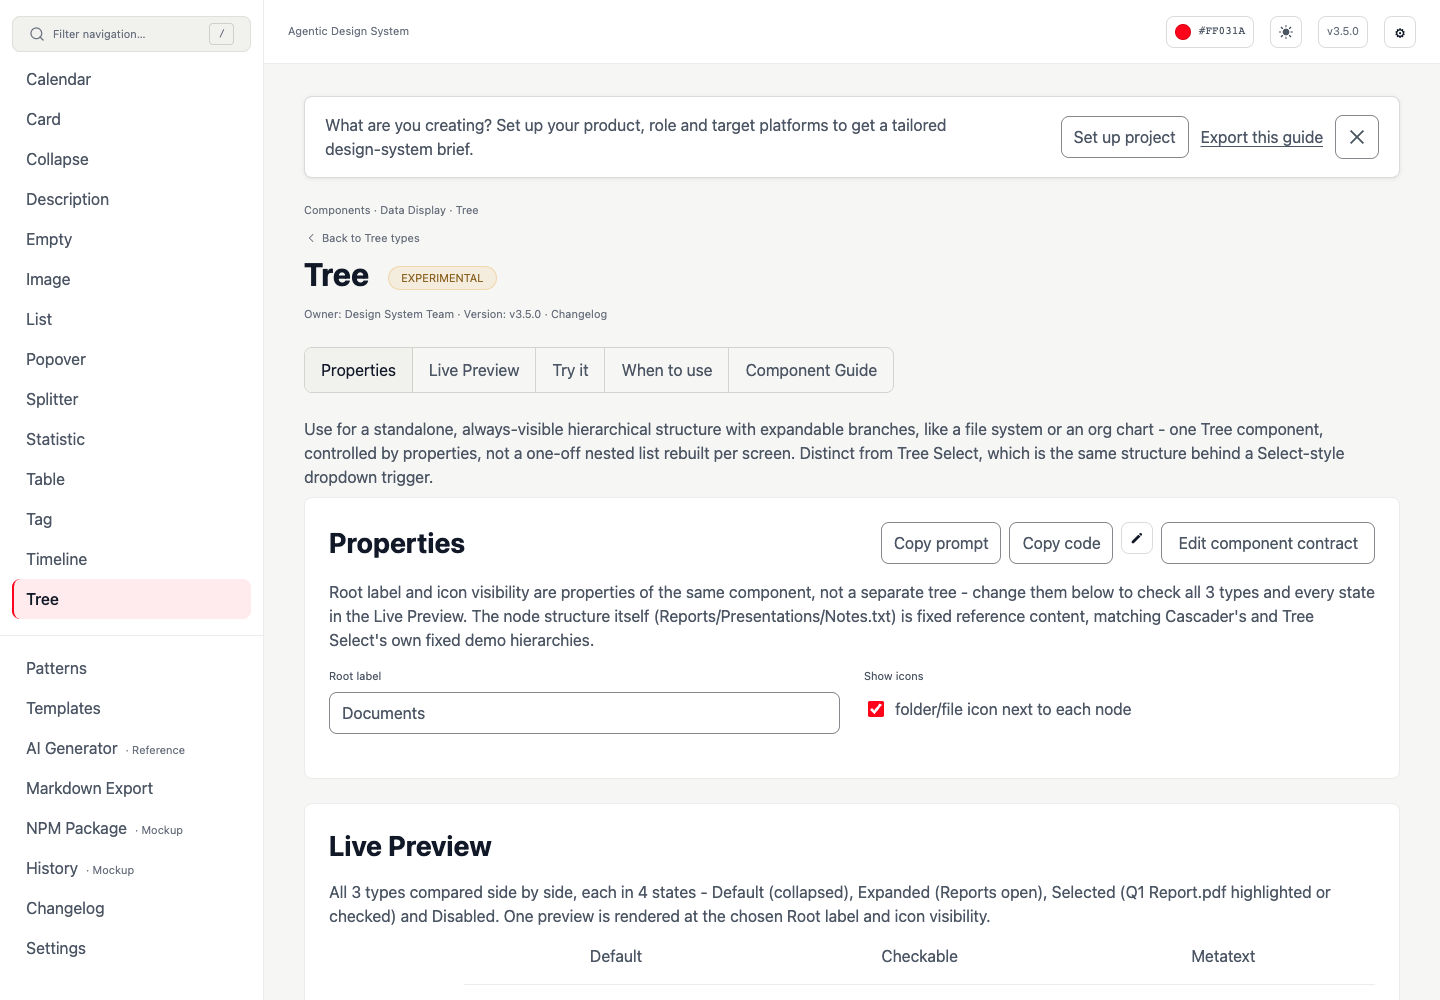 Filter navigation...
/
Calendar
Card
Collapse
Description
Empty
Image
List
Popover
Splitter
Statistic
Table
Tag
Timeline
Tree
Patterns
Templates
AI Generator · Reference
Markdown Export
NPM Package · Mockup
History · Mockup
Changelog
Settings
Agentic Design System
#FF031A
v3.5.0
What are you creating? Set up your product, role and target platforms to get a tailored
design-system brief.
Set up project
Export this guide
Components · Data Display · Tree
Back to Tree types
Tree
EXPERIMENTAL
Owner: Design System Team · Version: v3.5.0 · Changelog
Properties
Live Preview
Try it
When to use
Component Guide
Use for a standalone, always-visible hierarchical structure with expandable branches, like a file system or an org chart - one Tree component,
controlled by properties, not a one-off nested list rebuilt per screen. Distinct from Tree Select, which is the same structure behind a Select-style
dropdown trigger.
Properties
Copy prompt
Copy code
Edit component contract
Root label and icon visibility are properties of the same component, not a separate tree - change them below to check all 3 types and every state
in the Live Preview. The node structure itself (Reports/Presentations/Notes.txt) is fixed reference content, matching Cascader's and Tree
Select's own fixed demo hierarchies.
Root label
Documents
Show icons
folder/file icon next to each node
Live Preview
All 3 types compared side by side, each in 4 states - Default (collapsed), Expanded (Reports open), Selected (Q1 Report.pdf highlighted or
checked) and Disabled. One preview is rendered at the chosen Root label and icon visibility.
Default
Checkable
Metatext